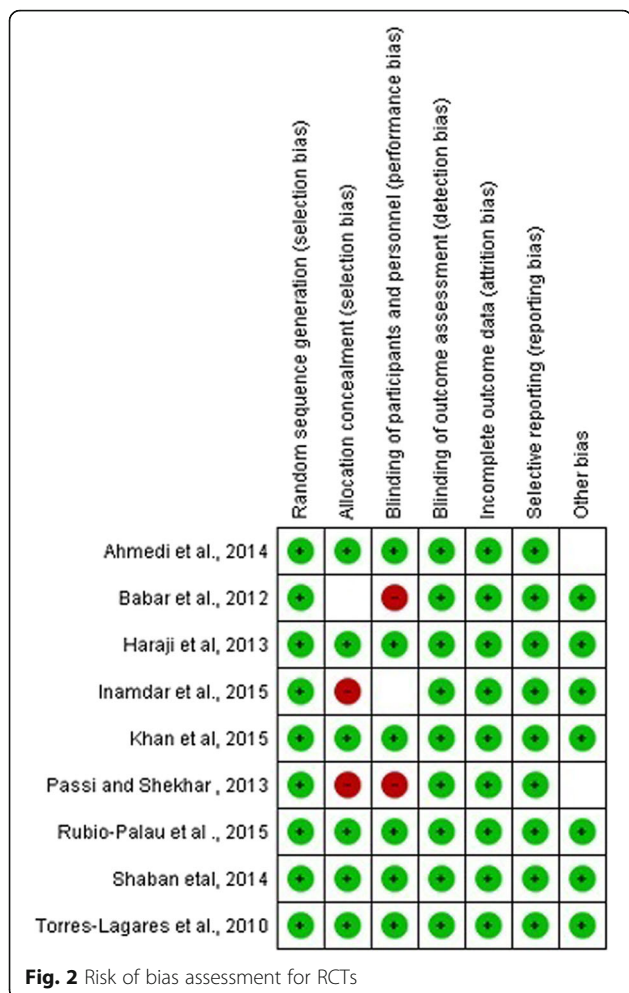 Random sequence generation (selection bias)
Allocation concealment (selection bias)
Blinding of participants and personnel (performance bias)
Blinding of outcome assessment (detection bias)
Incomplete outcome data (attrition bias)
Selective reporting (reporting bias)
Other bias
Ahmedi et al., 2014 + + + + + +
Babar et al., 2012 + - + + + +
Haraji et al, 2013 + + + + + + +
Inamdar et al., 2015 + - + + + +
Khan et al, 2015 + + + + + + +
Passi and Shekhar , 2013 + - - + + +
Rubio-Palau et al ., 2015 + + + + + + +
Shaban etal, 2014 + + + + + + +
Torres-Lagares et al., 2010 + + + + + + +
Fig. 2 Risk of bias assessment for RCTs